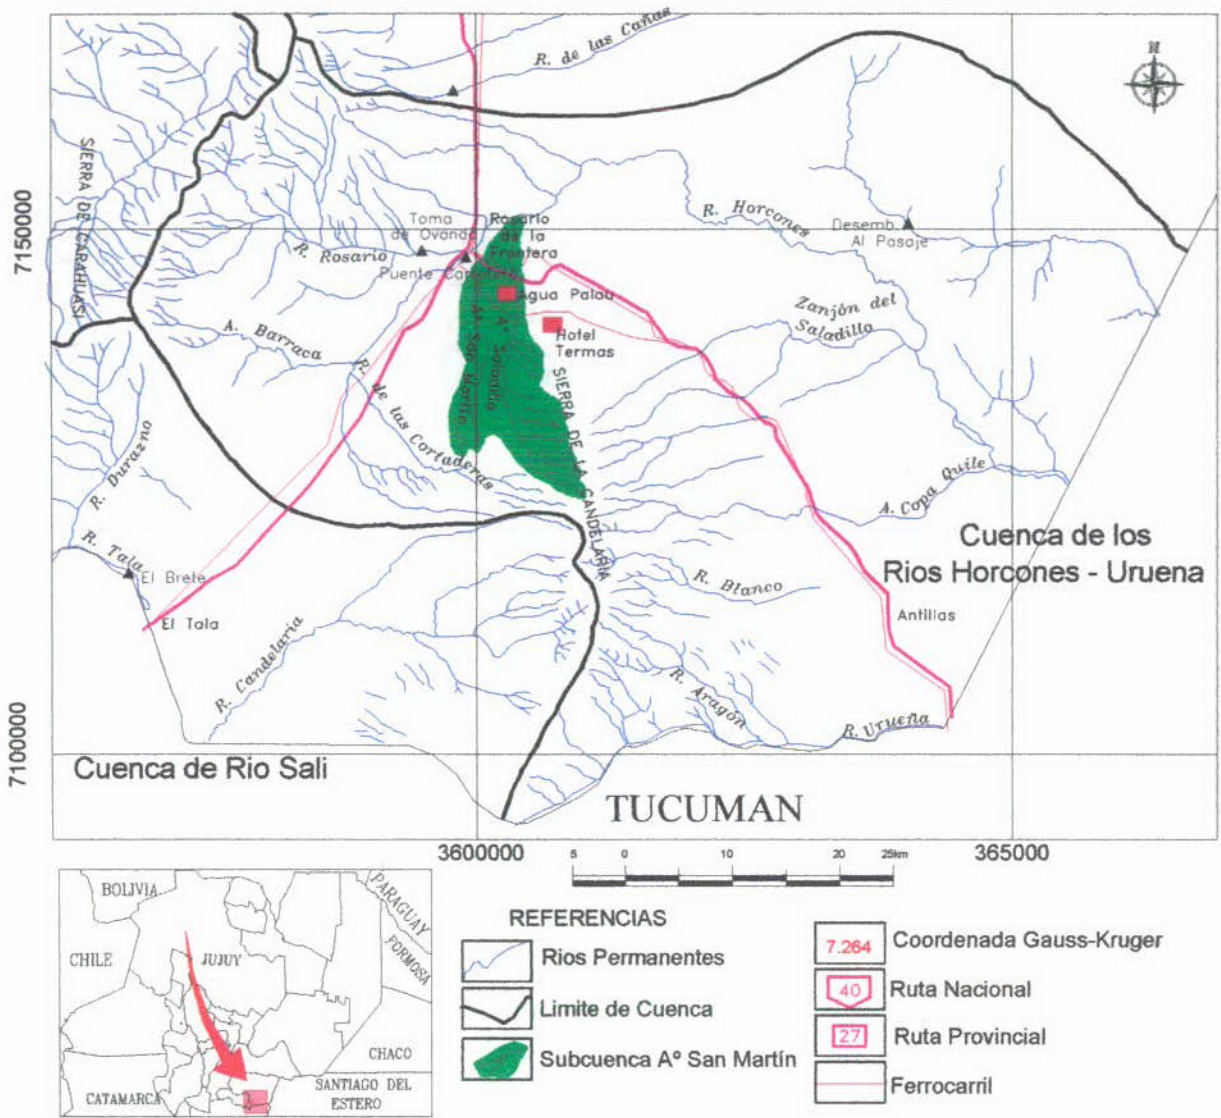 N
R. de las Cañas
SIERRA DE CARAHUASI
7150000
R. Horcones
Desemb.
Al Pasaje
Toma
de Ovando
Rosario
de la
Frontera
R. Rosario
Puente
Agua Palau
Zanjón del
Saladillo
A. Barraca
Hotel
Termas
Aº San Martín
Aº Saladillo
R. de las Cortaderas
SIERRA DE LA CANDELARIA
R. Durazno
A. Copa Quile
Cuenca de los
Rios Horcones - Uruena
R. Tala
El Brete
R. Blanco
Antillas
El Tala
R. Candelaria
R. Aragón
R. Urueña
7100000
Cuenca de Rio Sali
TUCUMAN
3600000
365000
5 0 10 20 25km
BOLIVIA
PARAGUAY
FORMOSA
CHILE
JUJUY
CHACO
CATAMARCA
SANTIAGO DEL
ESTERO
REFERENCIAS
Rios Permanentes
Limite de Cuenca
Subcuenca Aº San Martín
7.264 Coordenada Gauss-Kruger
40 Ruta Nacional
27 Ruta Provincial
Ferrocarril